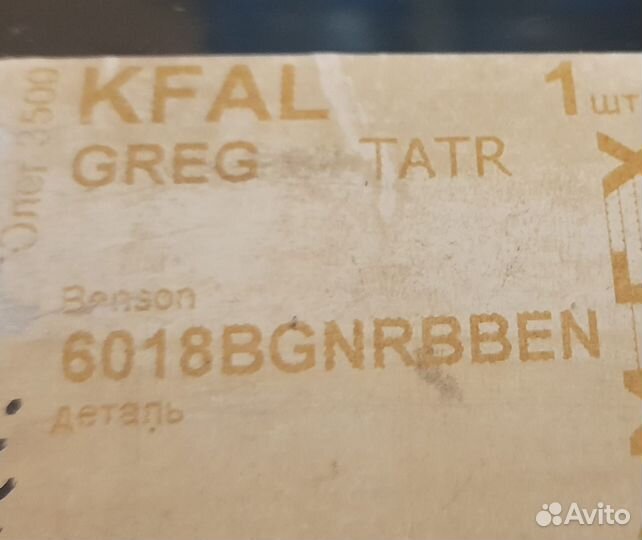 KFAL 1 шт
GREG TATR
Олег 3500
Benson
6018BGNRBBEN
деталь
Avito